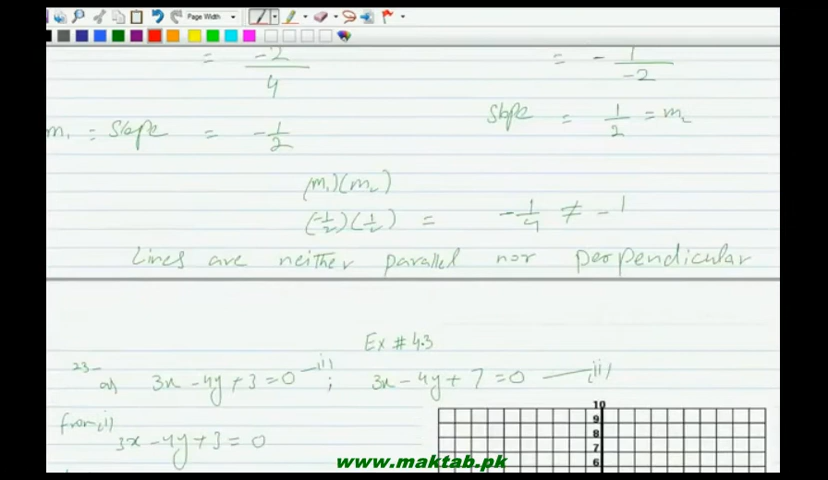 Page Width
= -2/4 = - 1/-2
m₁ = Slope = -1/2 Slope = 1/2 = m₂
(m₁)(m₂)
(-1/2)(1/2) = -1/4 ≠ -1
Lines are neither parallel nor perpendicular
Ex # 4.3
23- a) 3x - 4y + 3 = 0 —(i) ; 3x - 4y + 7 = 0 —(ii)
from (i)
3x - 4y + 3 = 0
10
9
8
7
6
www.maktab.pk